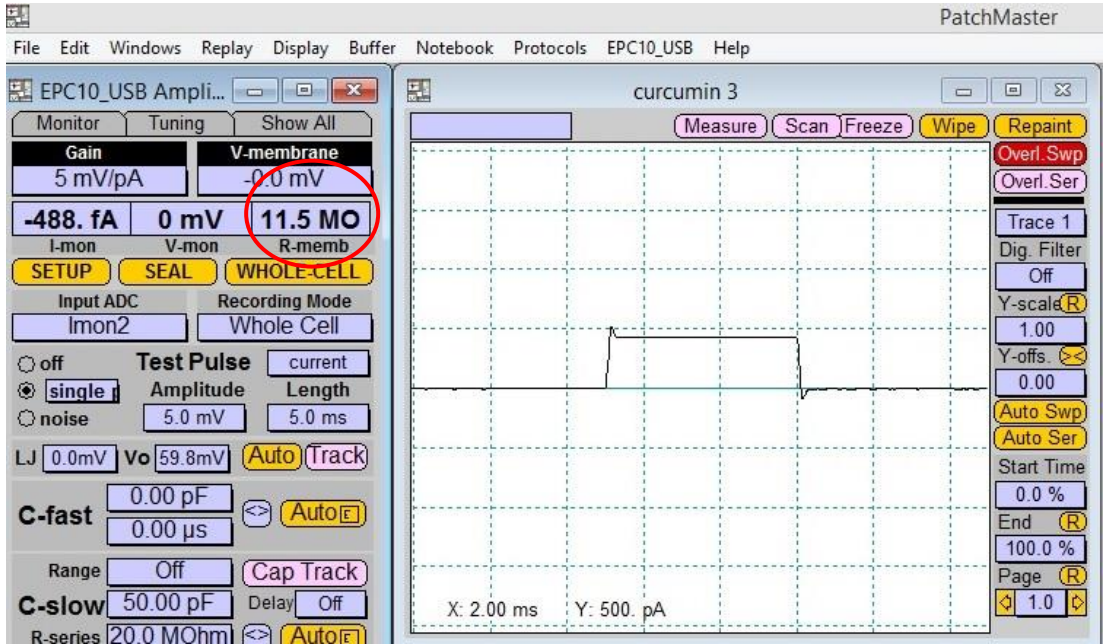 PatchMaster
File Edit Windows Replay Display Buffer Notebook Protocols EPC10_USB Help
EPC10_USB Ampli...
Monitor Tuning Show All
Gain V-membrane
5 mV/pA -0.0 mV
-488. fA 0 mV 11.5 MO
I-mon V-mon R-memb
SETUP SEAL WHOLE-CELL
Input ADC Recording Mode
Imon2 Whole Cell
off Test Pulse current
single Amplitude Length
noise 5.0 mV 5.0 ms
LJ 0.0mV Vo 59.8mV Auto Track
0.00 pF
C-fast <> Auto E
0.00 µs
Range Off Cap Track
C-slow 50.00 pF Delay Off
R-series 20.0 MOhm <> Auto E
curcumin 3
Measure Scan Freeze Wipe Repaint
Overl.Swp
Overl.Ser
Trace 1
Dig. Filter
Off
Y-scale R
1.00
Y-offs. ><
0.00
Auto Swp
Auto Ser
Start Time
0.0 %
End R
100.0 %
Page R
1.0
X: 2.00 ms Y: 500. pA